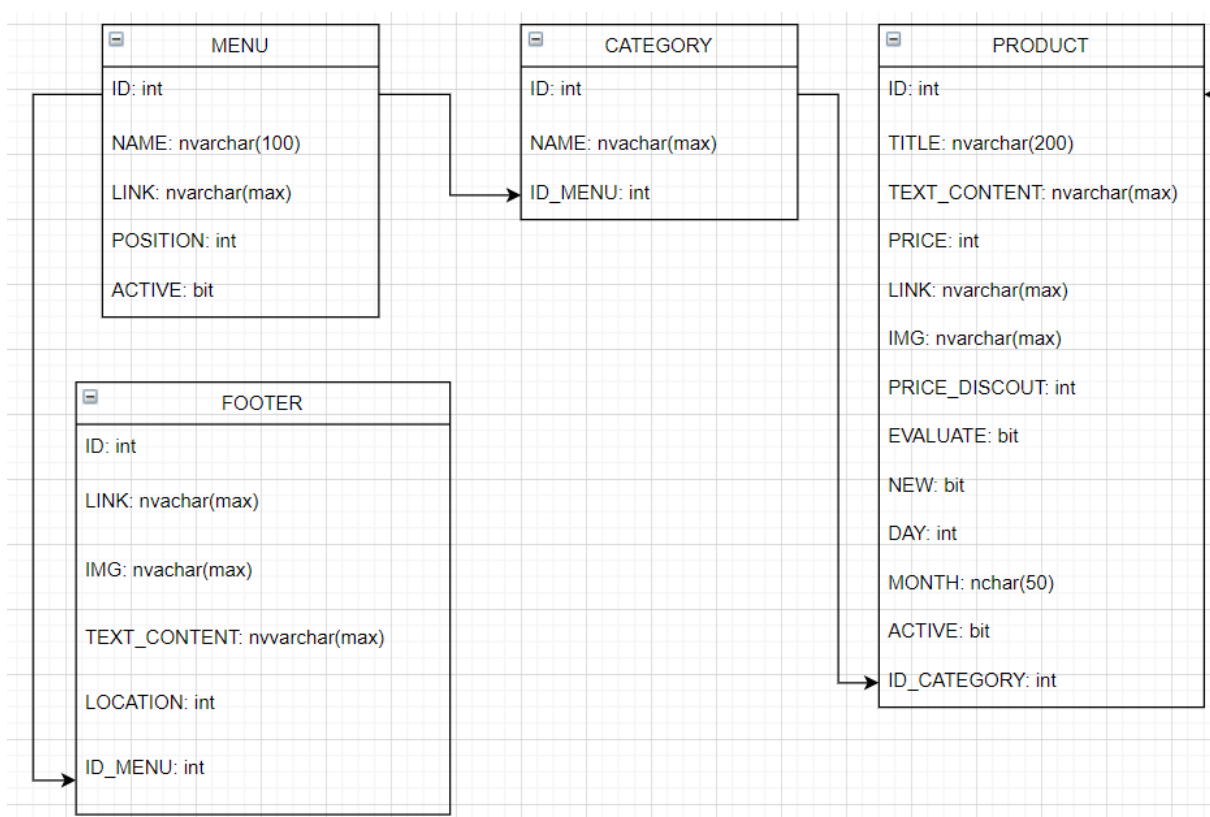 MENU
ID: int
NAME: nvarchar(100)
LINK: nvarchar(max)
POSITION: int
ACTIVE: bit
CATEGORY
ID: int
NAME: nvachar(max)
ID_MENU: int
PRODUCT
ID: int
TITLE: nvarchar(200)
TEXT_CONTENT: nvarchar(max)
PRICE: int
LINK: nvarchar(max)
IMG: nvarchar(max)
PRICE_DISCOUT: int
EVALUATE: bit
NEW: bit
DAY: int
MONTH: nchar(50)
ACTIVE: bit
ID_CATEGORY: int
FOOTER
ID: int
LINK: nvachar(max)
IMG: nvachar(max)
TEXT_CONTENT: nvvarchar(max)
LOCATION: int
ID_MENU: int